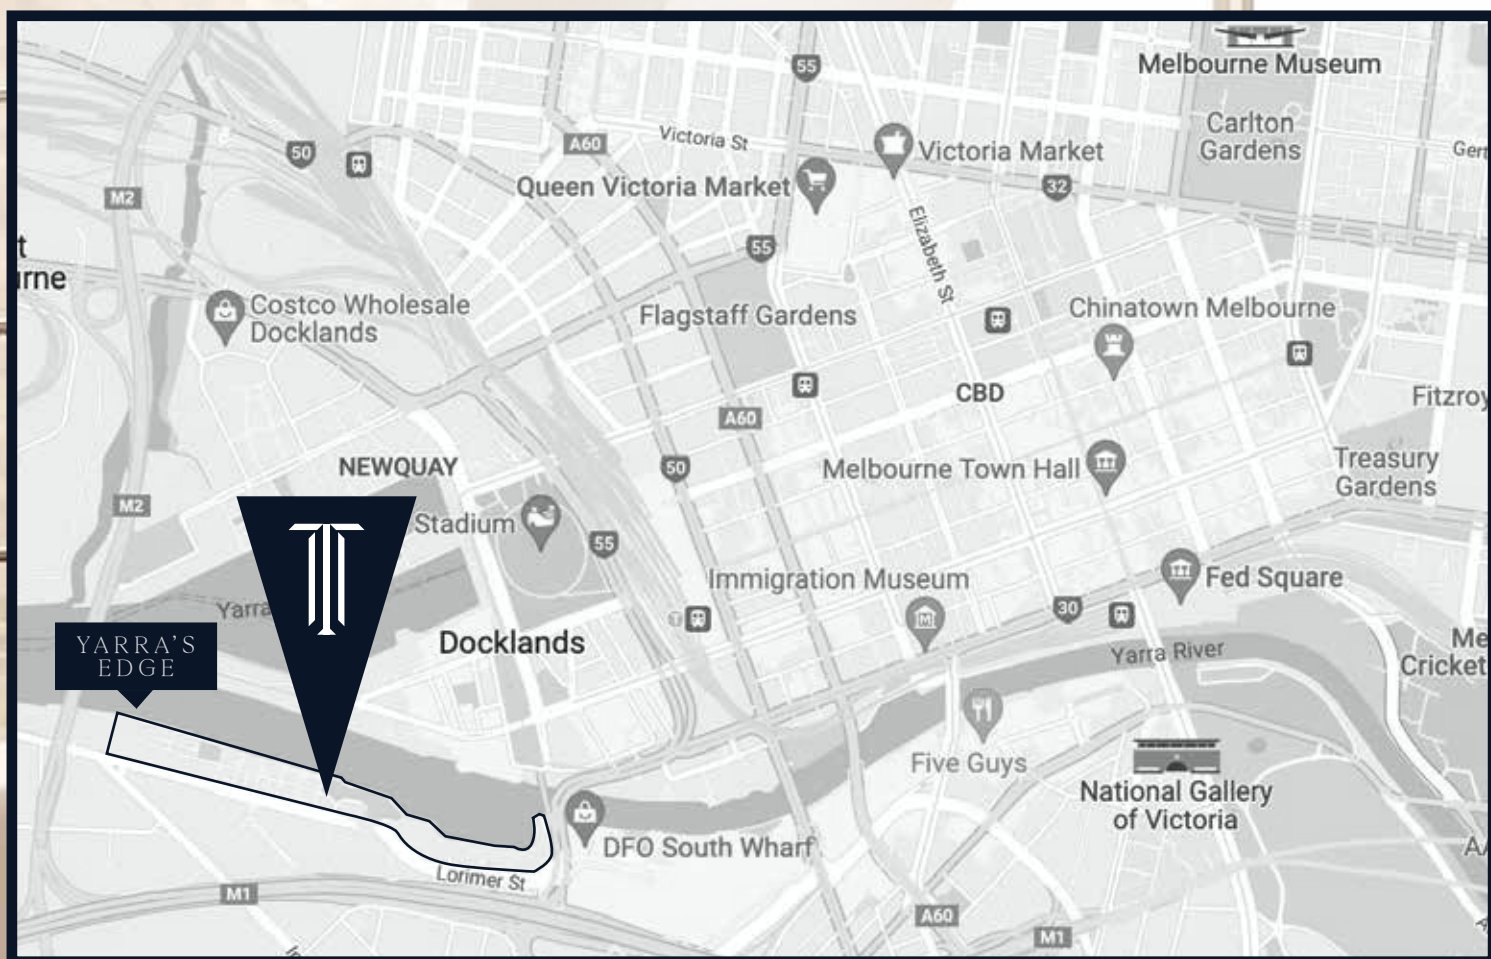 Melbourne Museum
55
Carlton
Gardens
Victoria St
A60
50
Victoria Market
Queen Victoria Market
M2
32
Elizabeth St
55
Costco Wholesale
Docklands
Flagstaff Gardens
Chinatown Melbourne
CBD
A60
NEWQUAY
50
Melbourne Town Hall
Treasury
Gardens
M2
Stadium
55
Immigration Museum
Fed Square
30
Yarra
YARRA'S
EDGE
Docklands
Yarra River
Five Guys
National Gallery
of Victoria
DFO South Wharf
Lorimer St
M1
A60
M1